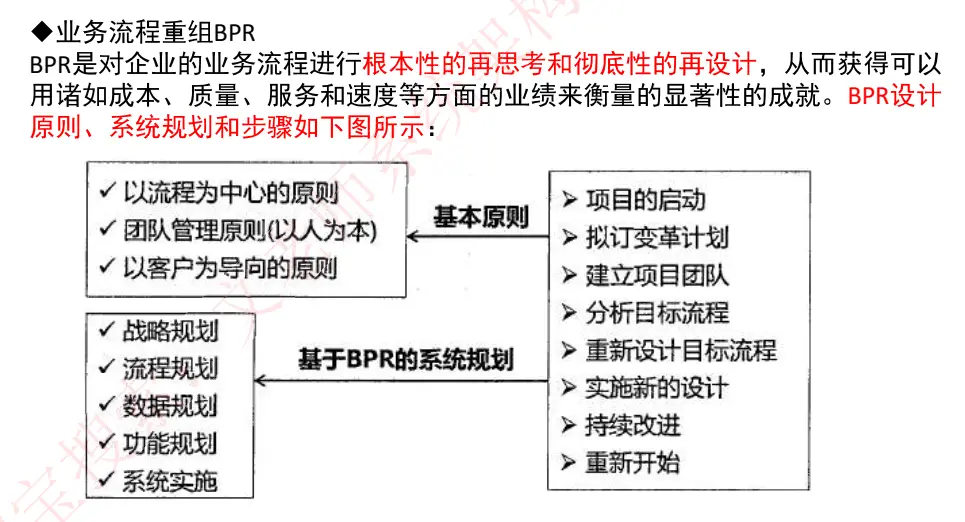 ◆业务流程重组BPR
BPR是对企业的业务流程进行根本性的再思考和彻底性的再设计，从而获得可以
用诸如成本、质量、服务和速度等方面的业绩来衡量的显著性的成就。BPR设计
原则、系统规划和步骤如下图所示：
✓ 以流程为中心的原则
✓ 团队管理原则(以人为本)
✓ 以客户为导向的原则
基本原则
✓ 战略规划
✓ 流程规划
✓ 数据规划
✓ 功能规划
✓ 系统实施
基于BPR的系统规划
➢ 项目的启动
➢ 拟订变革计划
➢ 建立项目团队
➢ 分析目标流程
➢ 重新设计目标流程
➢ 实施新的设计
➢ 持续改进
➢ 重新开始